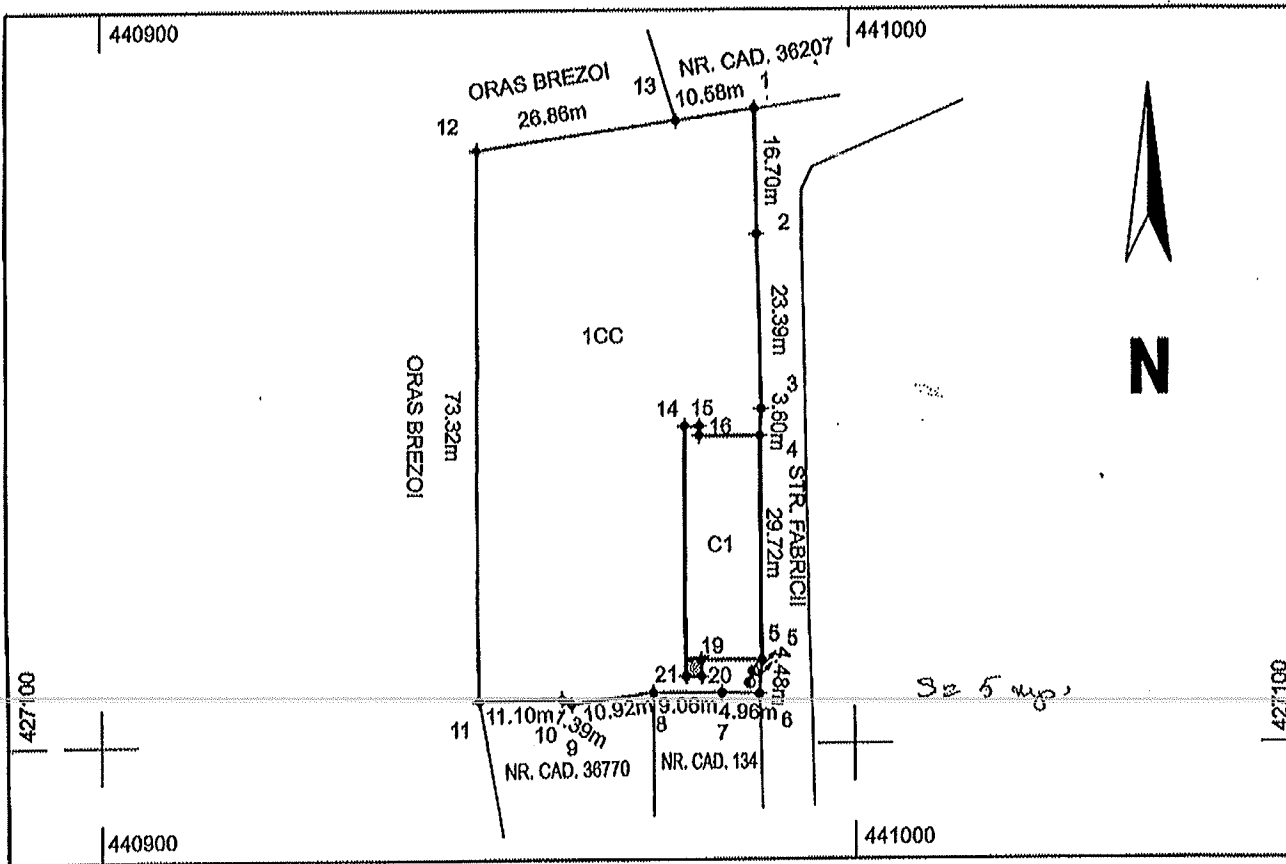 440900
441000
ORAS BREZOI
NR. CAD. 36207
13
1
26.86m
10.58m
12
16.70m
2
23.39m
1CC
3
3.60m
14 15
16
4
ORAS BREZOI
73.32m
STR. FABRICII
29.72m
C1
N
19
5 5
4.48m
21
20
427100
427100
11
11.10m
10.92m
9.06m
4.96m
6
10
1.39m
8
7
9
NR. CAD. 36770
NR. CAD. 134
440900
441000